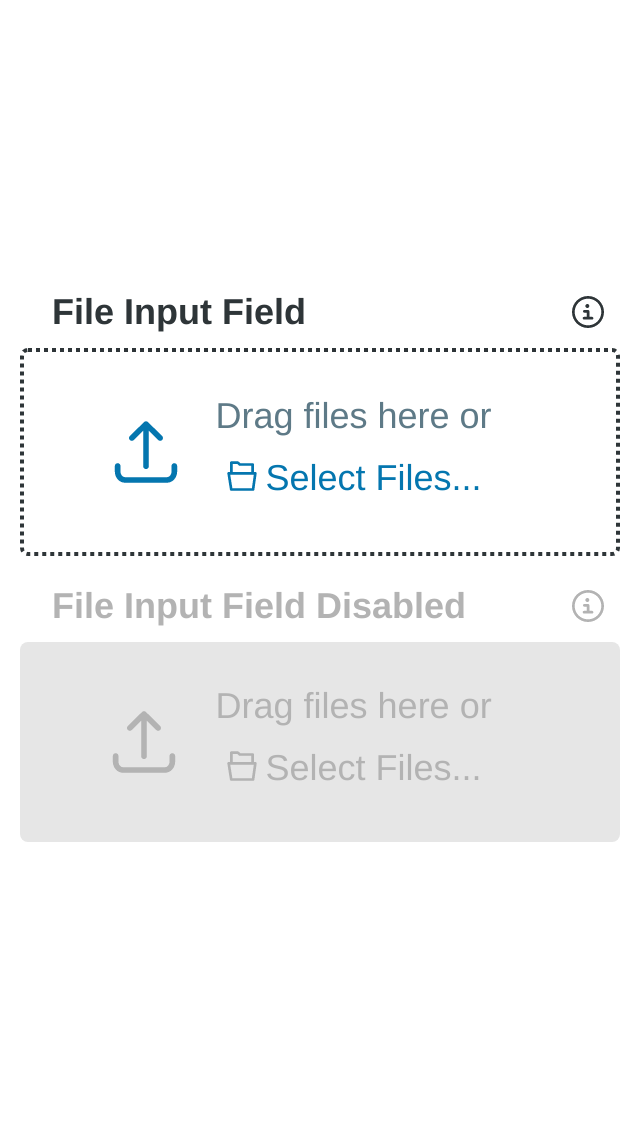 File Input Field
Drag files here or
Select Files...
File Input Field Disabled
Drag files here or
Select Files...